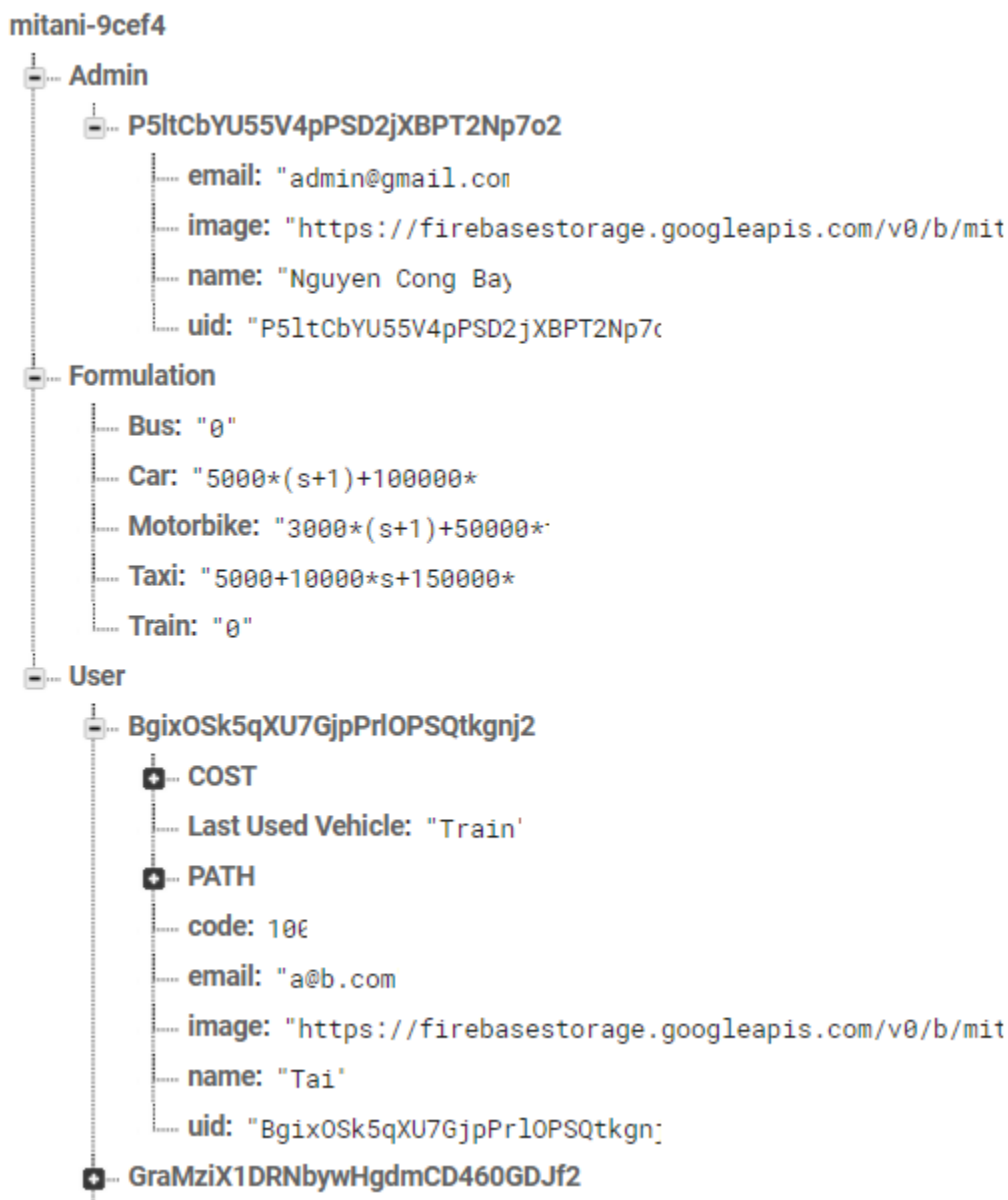 mitani-9cef4
Admin
P5ltCbYU55V4pPSD2jXBPT2Np7o2
email: "admin@gmail.com
image: "https://firebasestorage.googleapis.com/v0/b/mit
name: "Nguyen Cong Bay
uid: "P5ltCbYU55V4pPSD2jXBPT2Np7o
Formulation
Bus: "0"
Car: "5000*(s+1)+100000*
Motorbike: "3000*(s+1)+50000*
Taxi: "5000+10000*s+150000*
Train: "0"
User
BgixOSk5qXU7GjpPrlOPSQtkgnj2
COST
Last Used Vehicle: "Train"
PATH
code:
email: "a@b.com
image: "https://firebasestorage.googleapis.com/v0/b/mit
name: "Tai"
uid: "BgixOSk5qXU7GjpPrlOPSQtkgnj
GraMziX1DRNbywHgdmCD460GDJf2